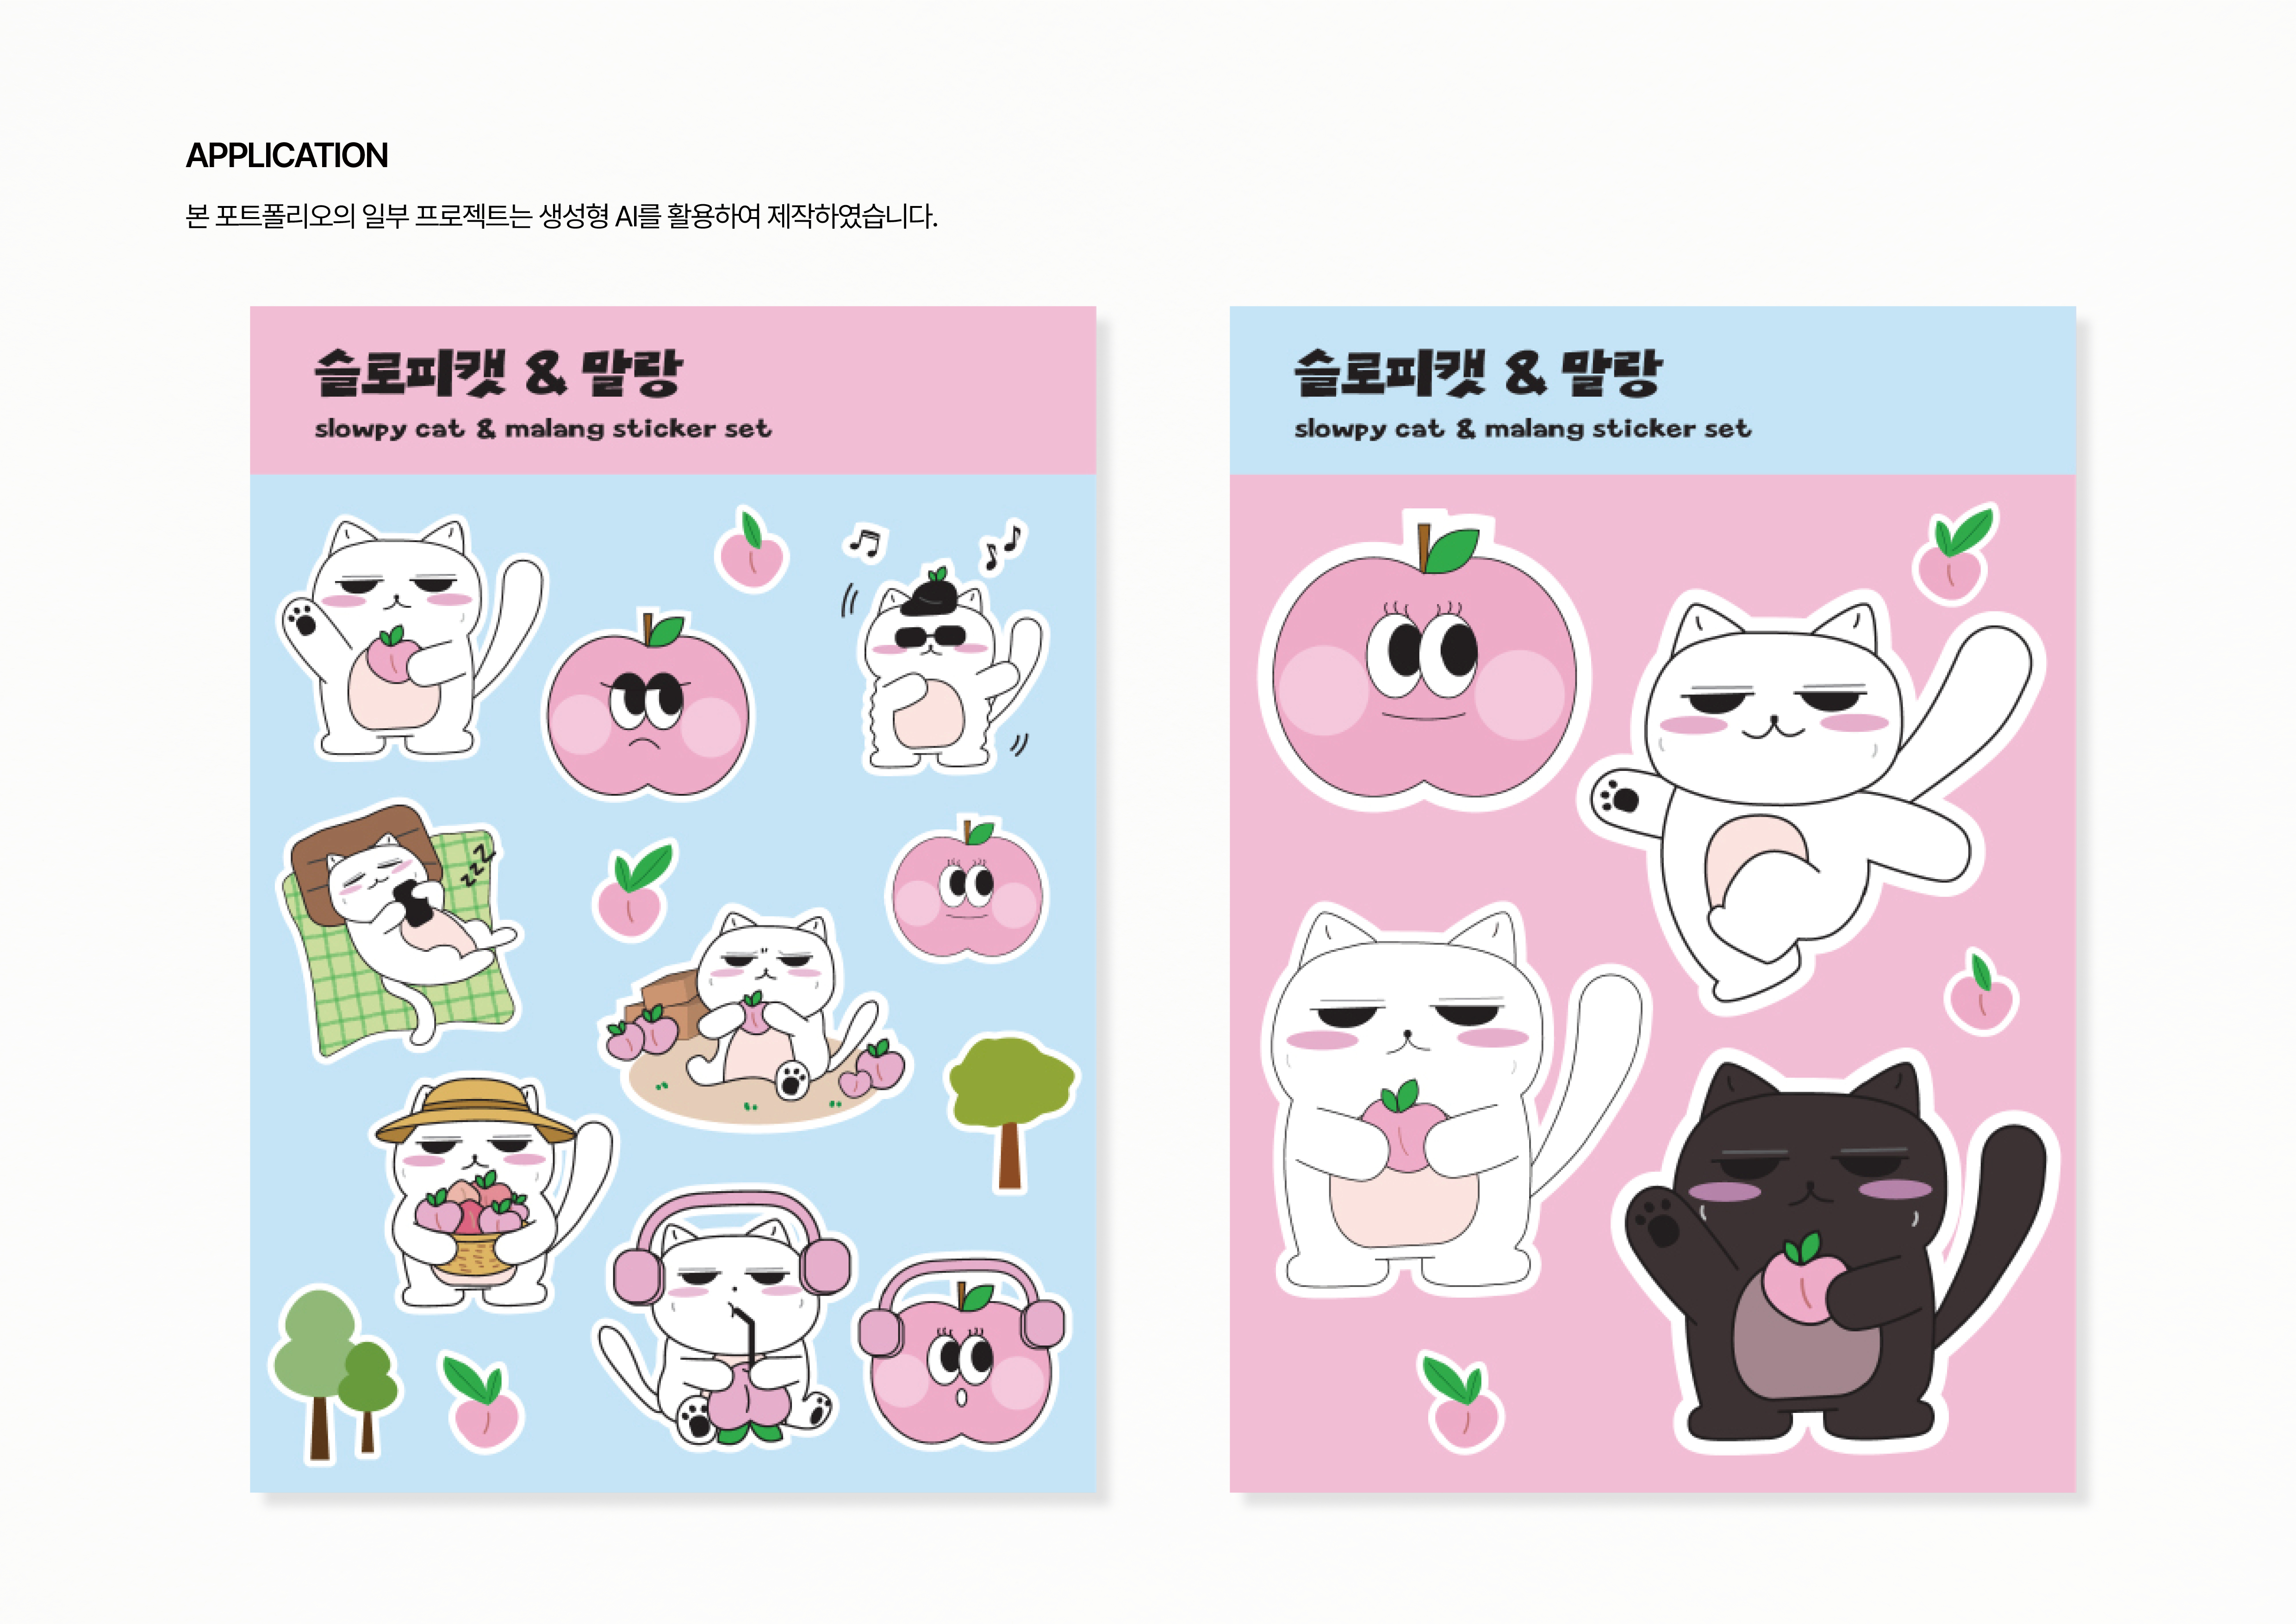 APPLICATION
본 포트폴리오의 일부 프로젝트는 생성형 AI를 활용하여 제작하였습니다.
슬로피캣 & 말랑
slowpy cat & malang sticker set
zzz
슬로피캣 & 말랑
slowpy cat & malang sticker set